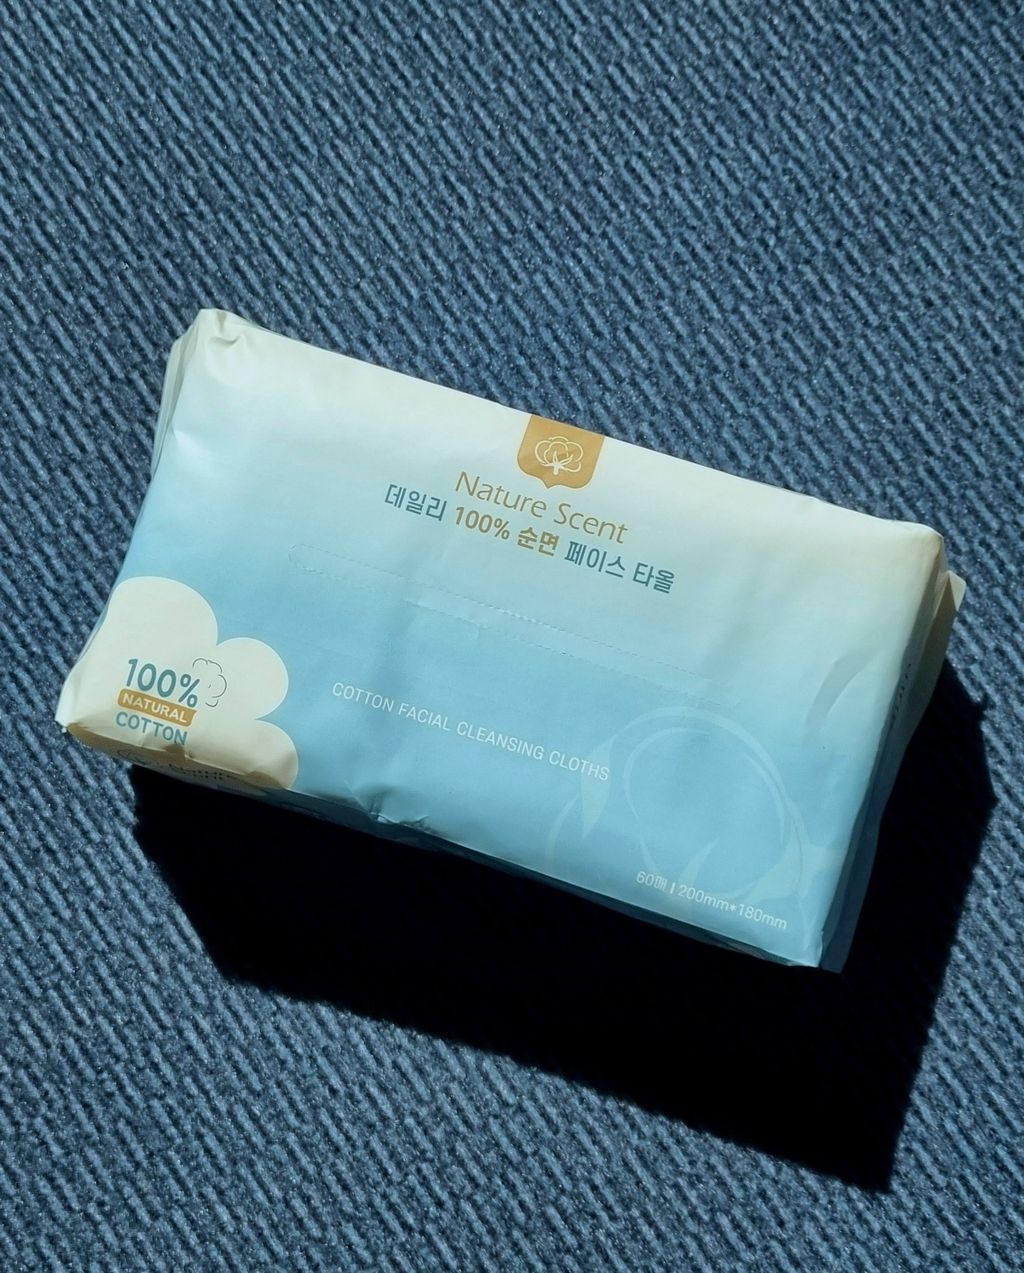 Nature Scent
데일리 100% 순면 페이스 타올
100%
NATURAL
COTTON
COTTON FACIAL CLEANSING CLOTHS
60매 | 200mm*180mm
Nature